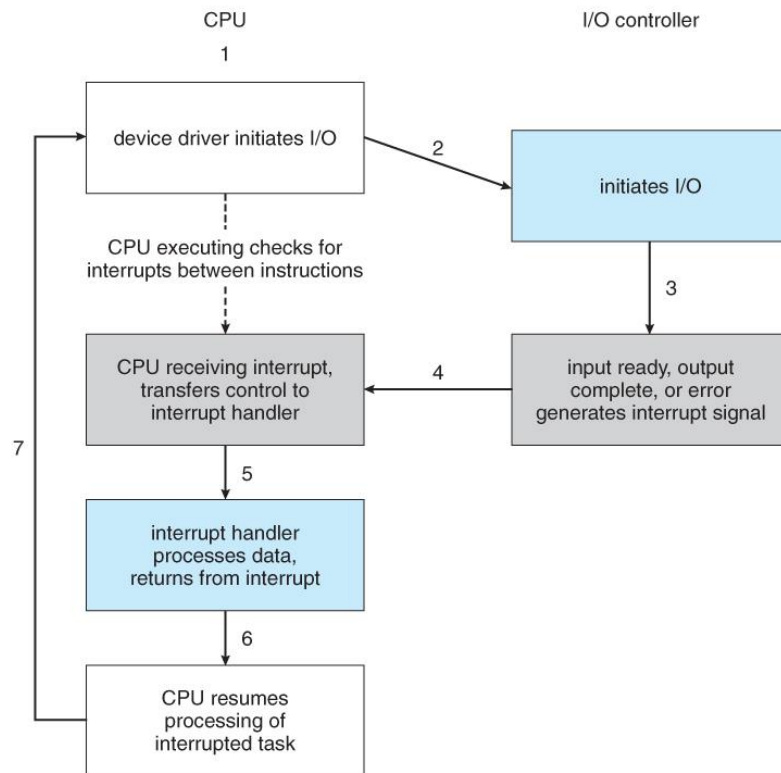 CPU
I/O controller
1
device driver initiates I/O
2
initiates I/O
CPU executing checks for
interrupts between instructions
3
CPU receiving interrupt,
transfers control to
interrupt handler
4
input ready, output
complete, or error
generates interrupt signal
7
5
interrupt handler
processes data,
returns from interrupt
6
CPU resumes
processing of
interrupted task